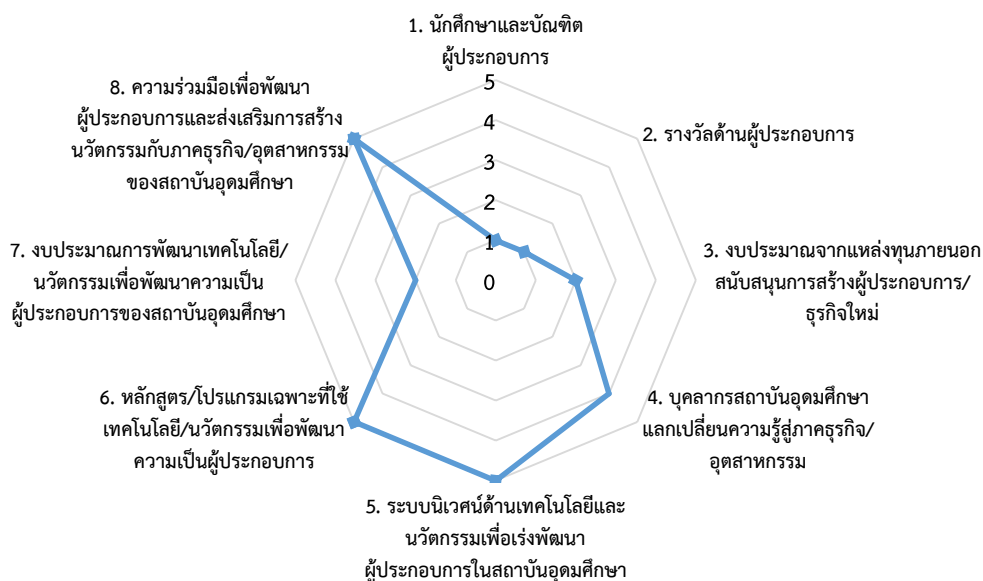 1. นักศึกษาและบัณฑิต
ผู้ประกอบการ
2. รางวัลด้านผู้ประกอบการ
3. งบประมาณจากแหล่งทุนภายนอก
สนับสนุนการสร้างผู้ประกอบการ/
ธุรกิจใหม่
4. บุคลากรสถาบันอุดมศึกษา
แลกเปลี่ยนความรู้สู่ภาคธุรกิจ/
อุตสาหกรรม
5. ระบบนิเวศน์ด้านเทคโนโลยีและ
นวัตกรรมเพื่อเร่งพัฒนา
ผู้ประกอบการในสถาบันอุดมศึกษา
6. หลักสูตร/โปรแกรมเฉพาะที่ใช้
เทคโนโลยี/นวัตกรรมเพื่อพัฒนา
ความเป็นผู้ประกอบการ
7. งบประมาณการพัฒนาเทคโนโลยี/
นวัตกรรมเพื่อพัฒนาความเป็น
ผู้ประกอบการของสถาบันอุดมศึกษา
8. ความร่วมมือเพื่อพัฒนา
ผู้ประกอบการและส่งเสริมการสร้าง
นวัตกรรมกับภาคธุรกิจ/อุตสาหกรรม
ของสถาบันอุดมศึกษา
5
4
3
2
1
0